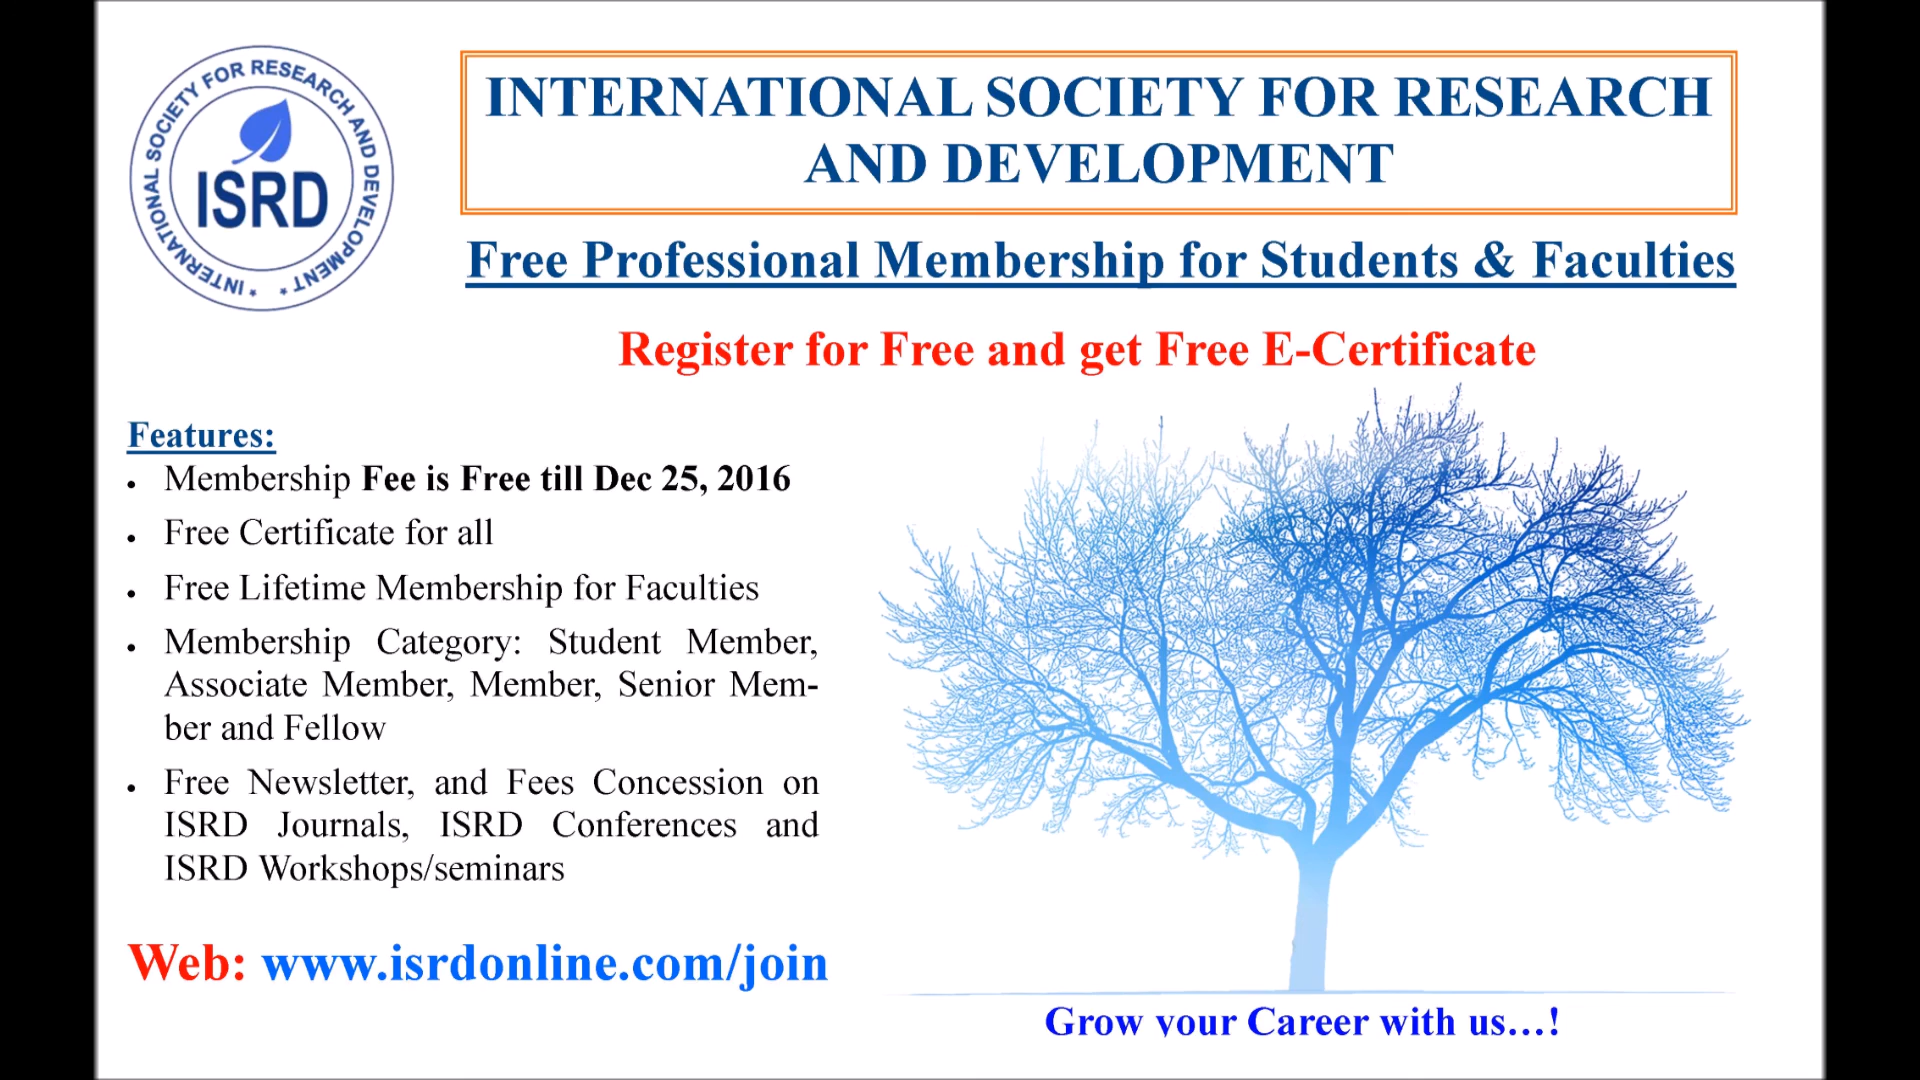 INTERNATIONAL SOCIETY FOR RESEARCH AND DEVELOPMENT
ISRD
INTERNATIONAL SOCIETY FOR RESEARCH
AND DEVELOPMENT
Free Professional Membership for Students & Faculties
Register for Free and get Free E-Certificate
Features:
• Membership Fee is Free till Dec 25, 2016
• Free Certificate for all
• Free Lifetime Membership for Faculties
• Membership Category: Student Member,
Associate Member, Member, Senior Mem-
ber and Fellow
• Free Newsletter, and Fees Concession on
ISRD Journals, ISRD Conferences and
ISRD Workshops/seminars
Web: www.isrdonline.com/join
Grow your Career with us...!